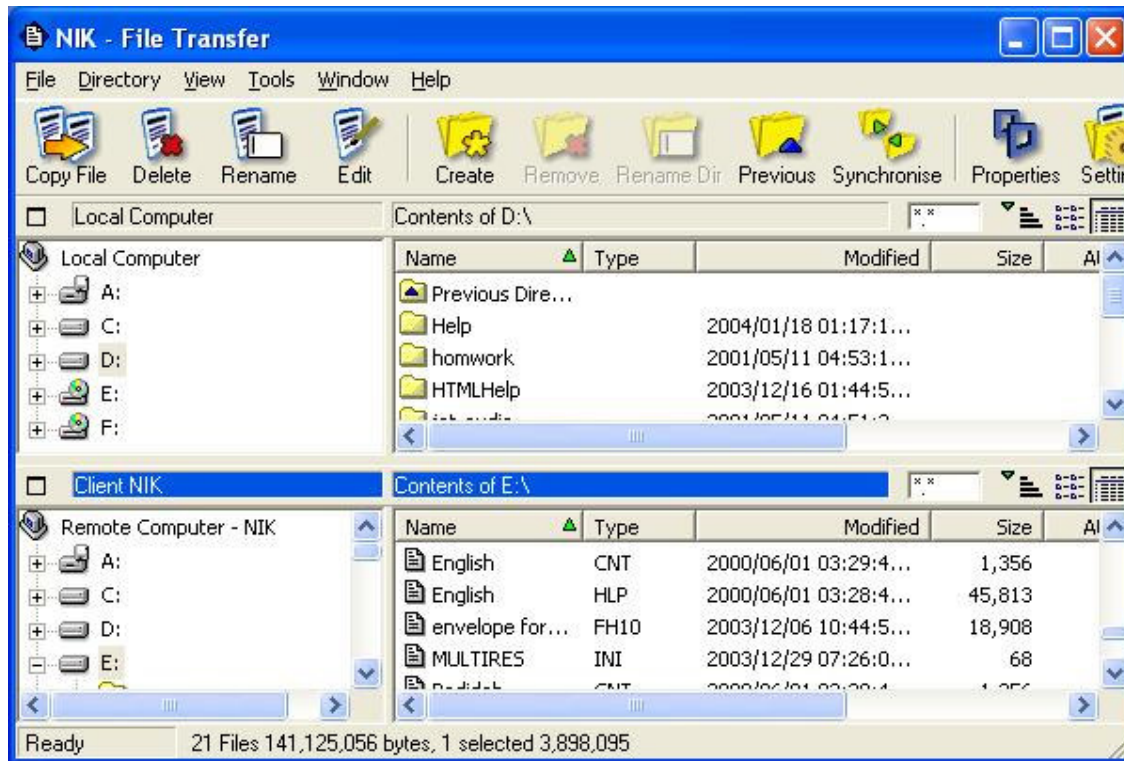 NIK - File Transfer
File Directory View Tools Window Help
Copy File Delete Rename Edit Create Remove Rename Dir Previous Synchronise Properties Settin
Local Computer Contents of D:\ *.*
Local Computer Name Type Modified Size
A: Previous Dire...
C: Help 2004/01/18 01:17:1...
D: homwork 2001/05/11 04:53:1...
E: HTMLHelp 2003/12/16 01:44:5...
F:
Client NIK Contents of E:\ *.*
Remote Computer - NIK Name Type Modified Size
A: English CNT 2000/06/01 03:29:4... 1,356
C: English HLP 2000/06/01 03:28:4... 45,813
D: envelope for... FH10 2003/12/06 10:44:5... 18,908
E: MULTIRES INI 2003/12/29 07:26:0... 68
Ready 21 Files 141,125,056 bytes, 1 selected 3,898,095